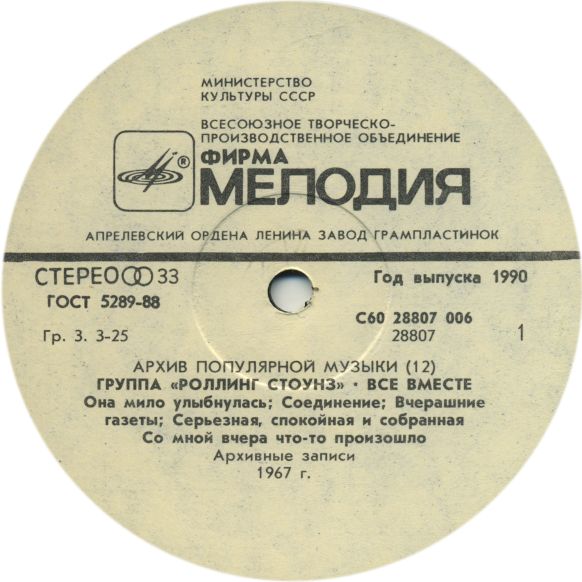 МИНИСТЕРСТВО
КУЛЬТУРЫ СССР
ВСЕСОЮЗНОЕ ТВОРЧЕСКО-
ПРОИЗВОДСТВЕННОЕ ОБЪЕДИНЕНИЕ
®
ФИРМА
МЕЛОДИЯ
АПРЕЛЕВСКИЙ ОРДЕНА ЛЕНИНА ЗАВОД ГРАМПЛАСТИНОК
СТЕРЕО 33
Год выпуска 1990
ГОСТ 5289-88
С60 28807 006
Гр. 3. 3-25
28807
1
АРХИВ ПОПУЛЯРНОЙ МУЗЫКИ (12)
ГРУППА «РОЛЛИНГ СТОУНЗ» · ВСЕ ВМЕСТЕ
Она мило улыбнулась; Соединение; Вчерашние
газеты; Серьезная, спокойная и собранная
Со мной вчера что-то произошло
Архивные записи
1967 г.